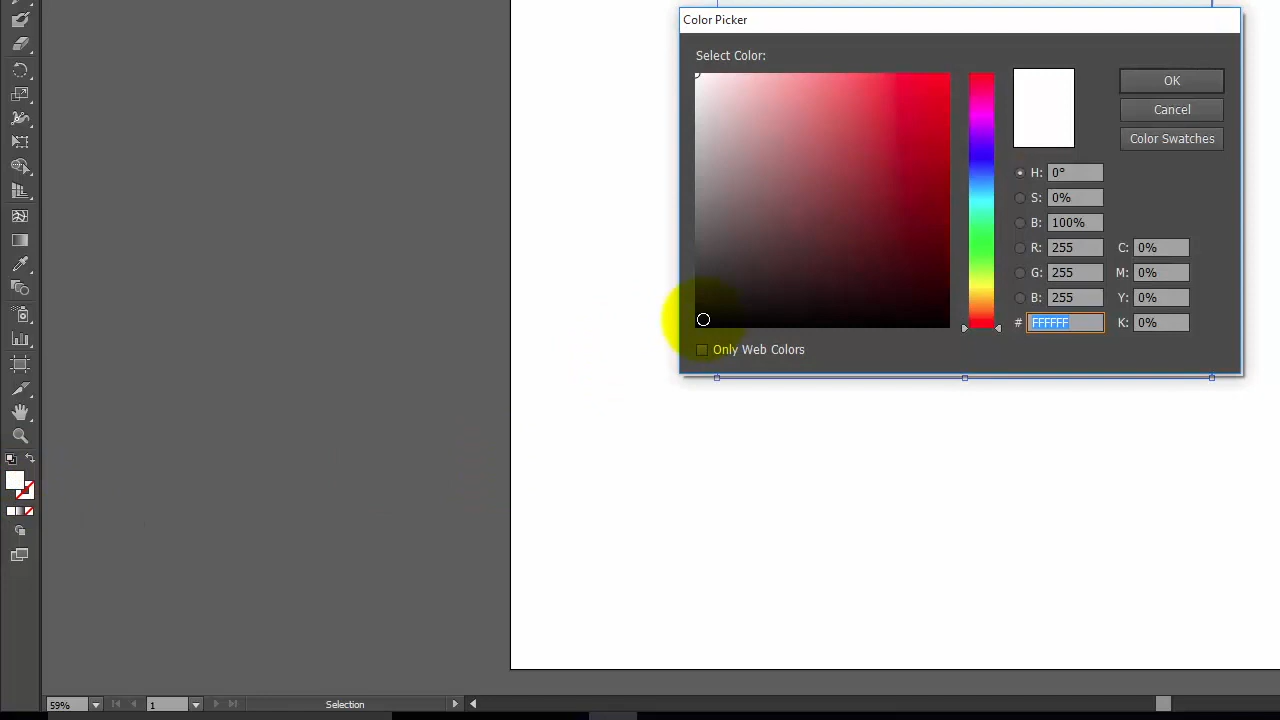 Color Picker
Select Color:
OK
Cancel
Color Swatches
H: 0°
S: 0%
B: 100%
R: 255 C: 0%
G: 255 M: 0%
B: 255 Y: 0%
# FFFFFF K: 0%
Only Web Colors
59% 1 Selection